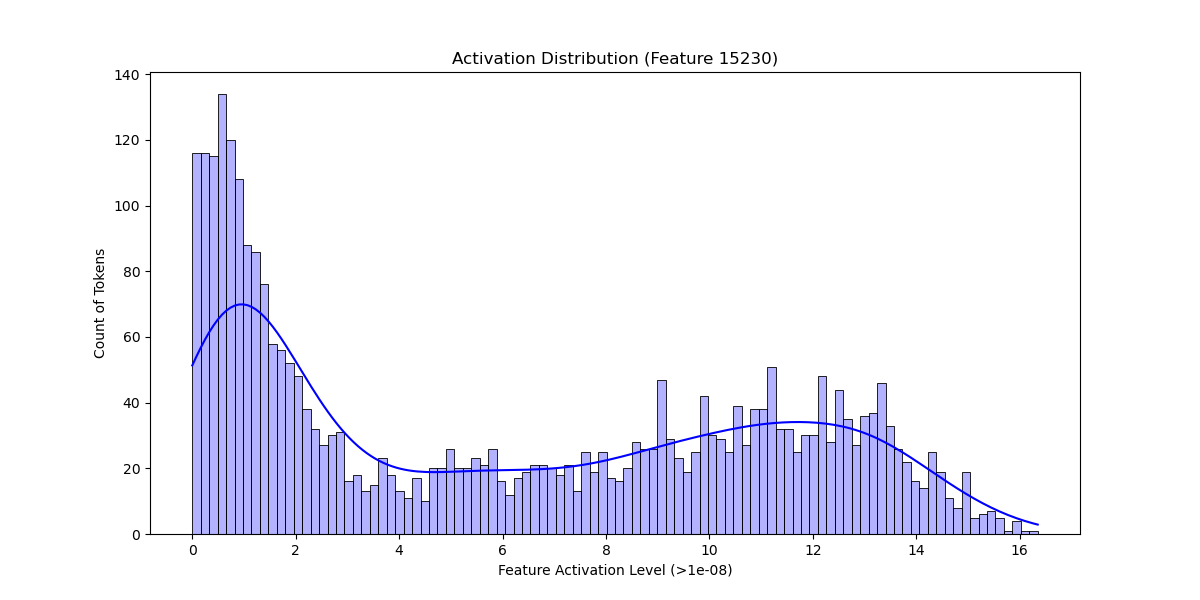 Activation Distribution (Feature 15230)
140
120
100
80
60
40
20
0
Count of Tokens
0 2 4 6 8 10 12 14 16
Feature Activation Level (>1e-08)